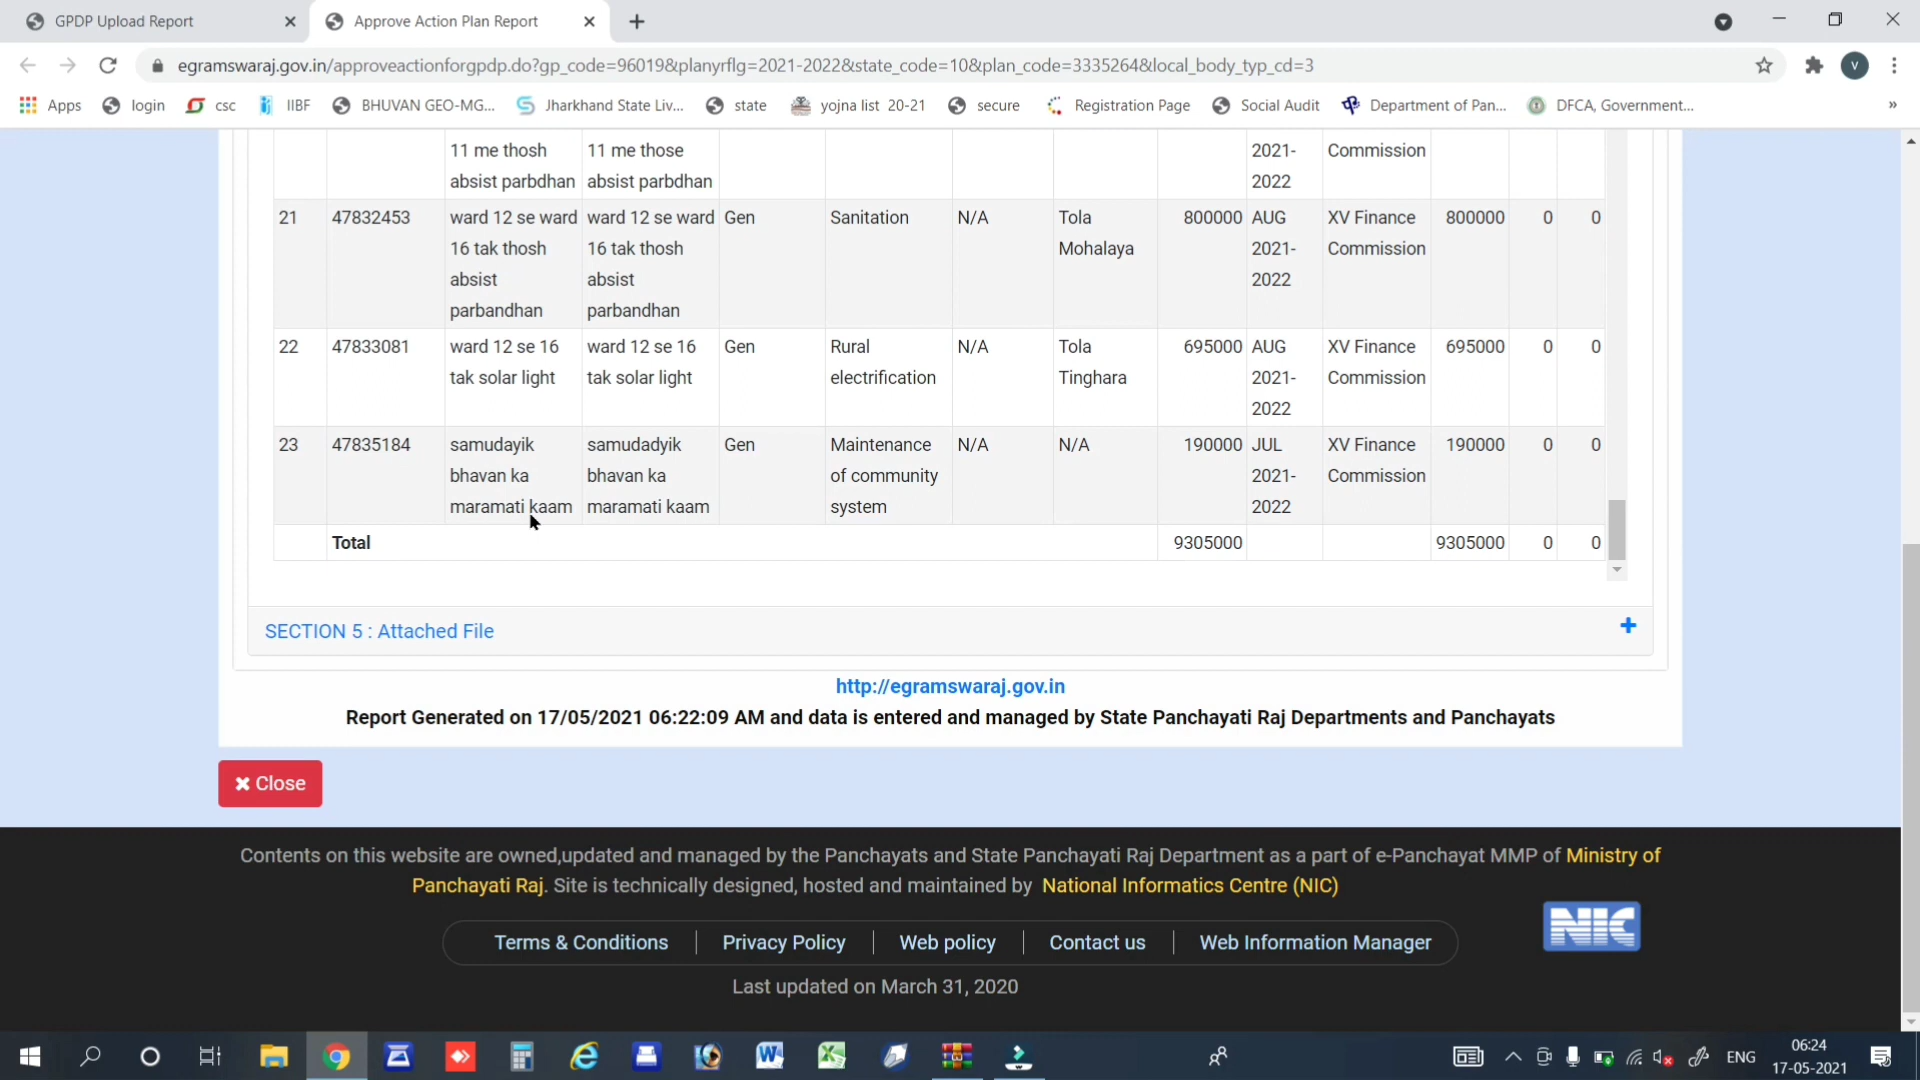 GPDP Upload Report
Approve Action Plan Report
egramswaraj.gov.in/approveactionforgpdp.do?gp_code=96019&planyrflg=2021-2022&state_code=10&plan_code=3335264&local_body_typ_cd=3
V
Apps login csc IIBF BHUVAN GEO-MG... Jharkhand State Liv... state yojna list 20-21 secure Registration Page Social Audit Department of Pan... DFCA, Government... »
11 me thosh 11 me those 2021- Commission
absist parbdhan absist parbdhan 2022
21 47832453 ward 12 se ward ward 12 se ward Gen Sanitation N/A Tola 800000 AUG XV Finance 800000 0 0
16 tak thosh 16 tak thosh Mohalaya 2021- Commission
absist absist 2022
parbandhan parbandhan
22 47833081 ward 12 se 16 ward 12 se 16 Gen Rural N/A Tola 695000 AUG XV Finance 695000 0 0
tak solar light tak solar light electrification Tinghara 2021- Commission
2022
23 47835184 samudayik samudadyik Gen Maintenance N/A N/A 190000 JUL XV Finance 190000 0 0
bhavan ka bhavan ka of community 2021- Commission
maramati kaam maramati kaam system 2022
Total 9305000 9305000 0 0
SECTION 5 : Attached File
http://egramswaraj.gov.in
Report Generated on 17/05/2021 06:22:09 AM and data is entered and managed by State Panchayati Raj Departments and Panchayats
Close
Contents on this website are owned,updated and managed by the Panchayats and State Panchayati Raj Department as a part of e-Panchayat MMP of Ministry of
Panchayati Raj. Site is technically designed, hosted and maintained by National Informatics Centre (NIC)
NIC
Terms & Conditions Privacy Policy Web policy Contact us Web Information Manager
Last updated on March 31, 2020
ENG
06:24
17-05-2021